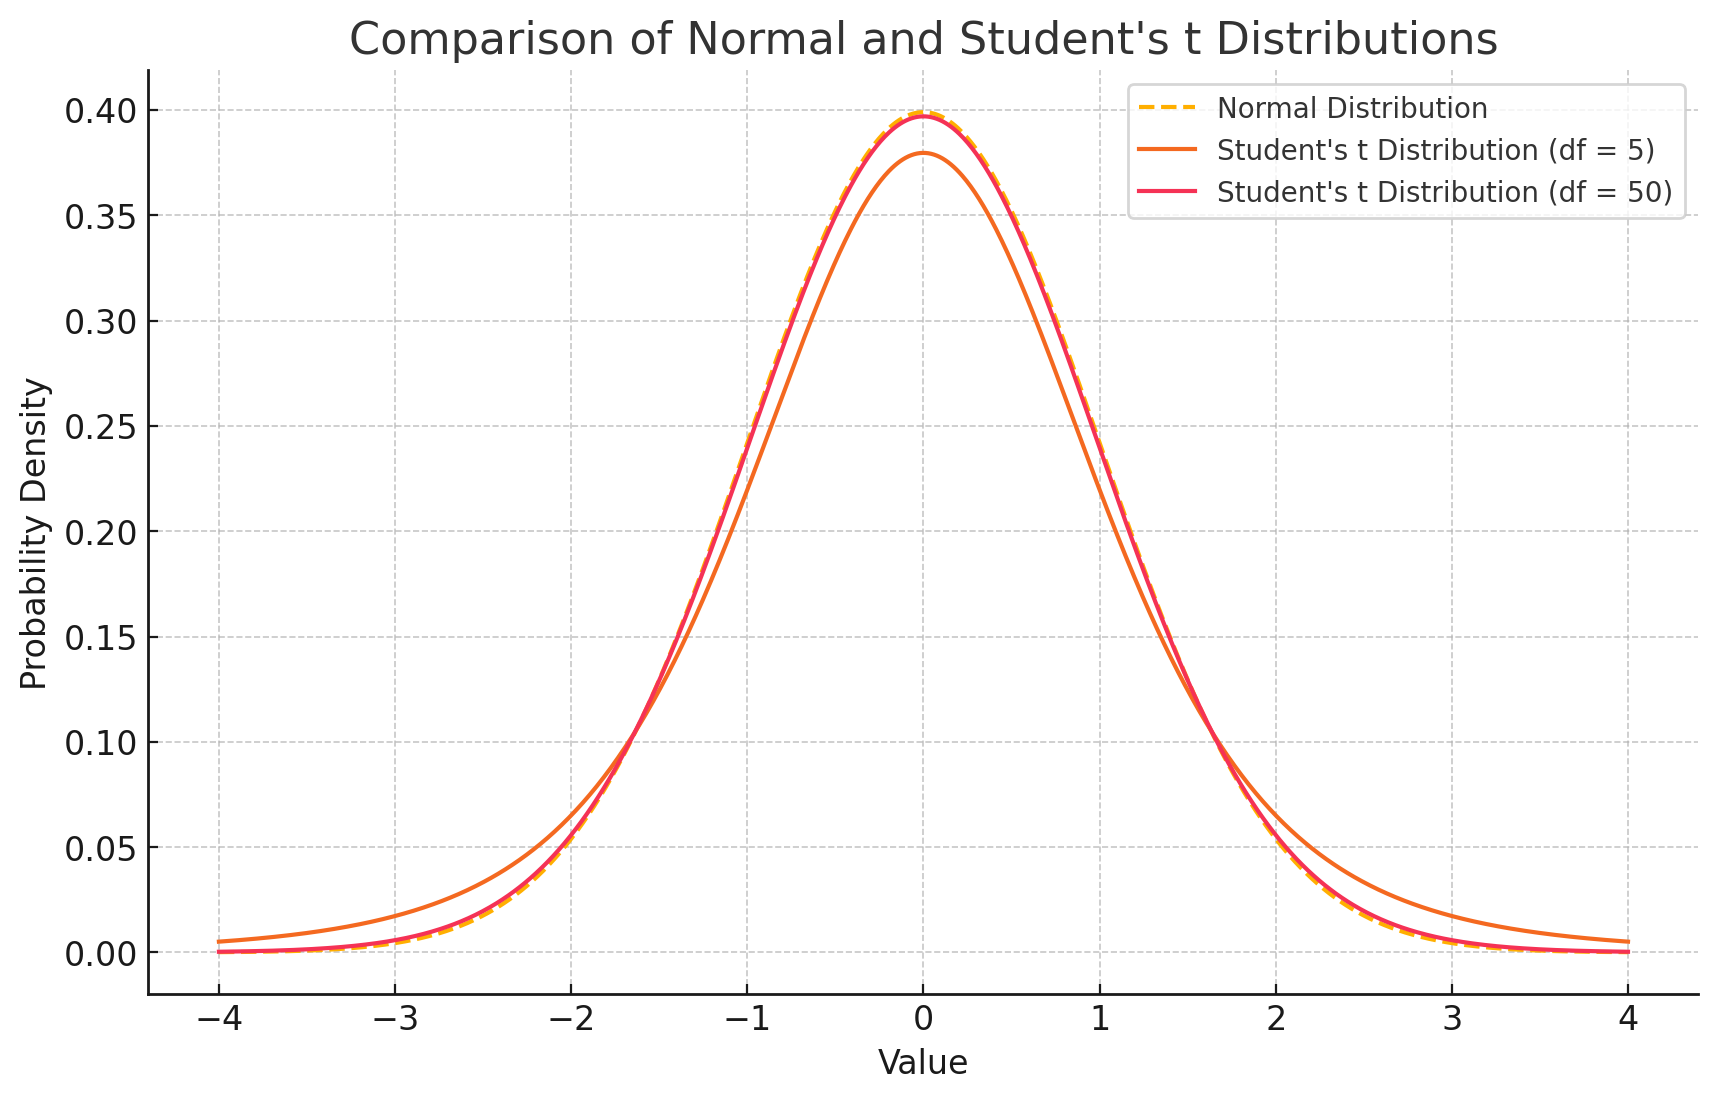 Comparison of Normal and Student's t Distributions
Normal Distribution
Student's t Distribution (df = 5)
Student's t Distribution (df = 50)
Probability Density
0.40
0.35
0.30
0.25
0.20
0.15
0.10
0.05
0.00
−4 −3 −2 −1 0 1 2 3 4
Value